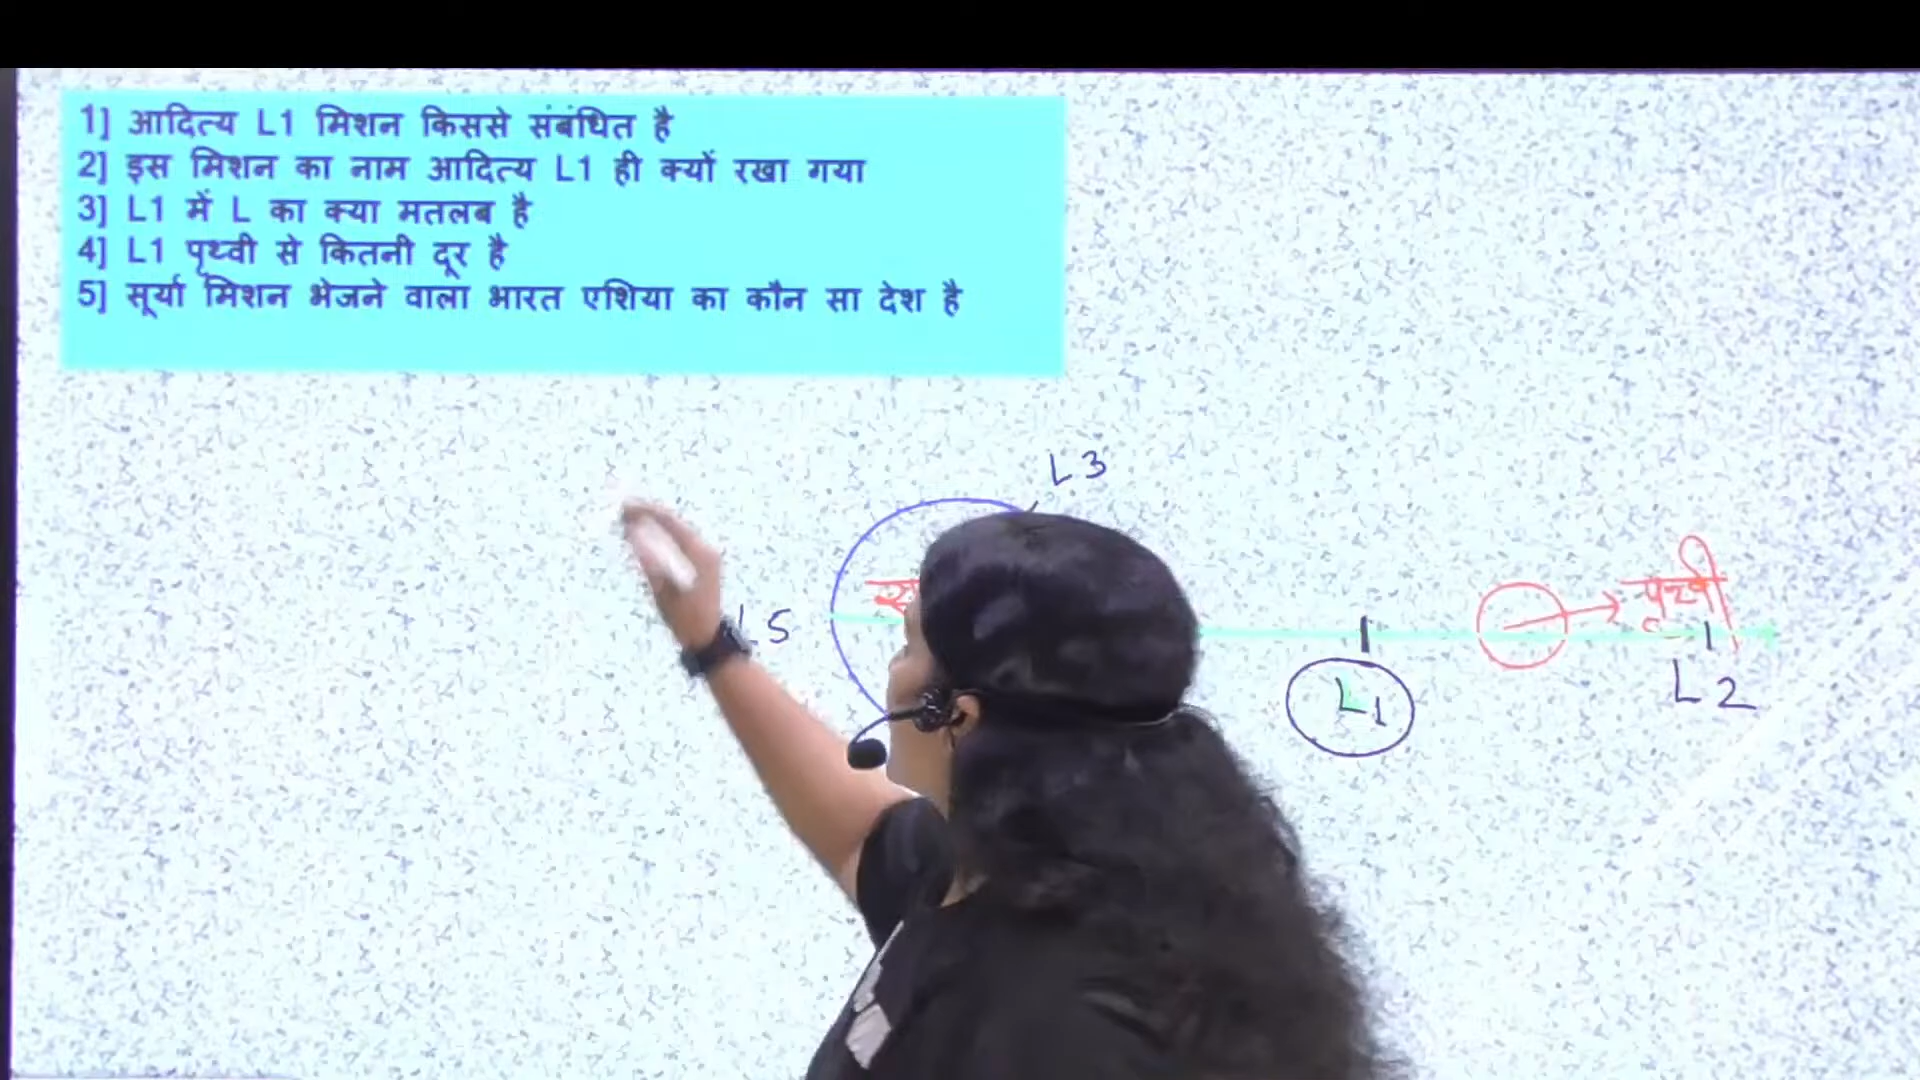 1] आदित्य L1 मिशन किससे संबंधित है
2] इस मिशन का नाम आदित्य L1 ही क्यों रखा गया
3] L1 में L का क्या मतलब है
4] L1 पृथ्वी से कितनी दूर है
5] सूर्या मिशन भेजने वाला भारत एशिया का कौन सा देश है
L3
पृथ्वी
L5
L1
L2